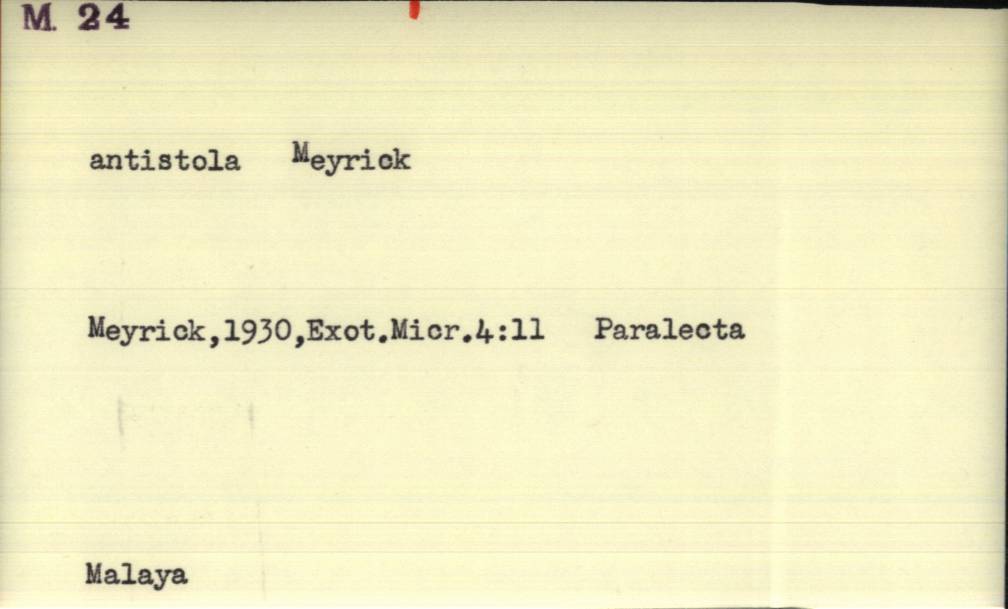 M. 24
antistola Meyrick
Meyrick,1930,Exot.Micr.4:11 Paralecta
Malaya